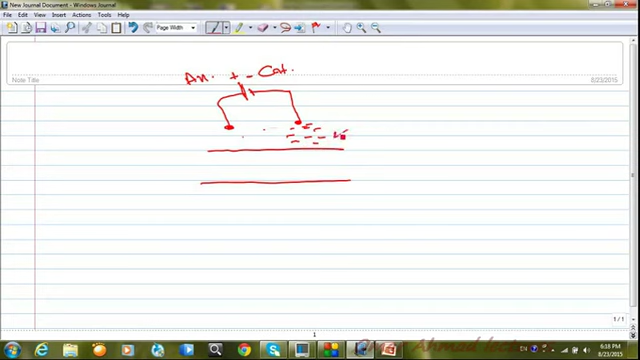 New Journal Document - Windows Journal
File Edit View Insert Actions Tools Help
Page Width
Note Title
8/23/2015
An. + - Cat.
1/1
1
EN
6:18 PM
8/23/2015